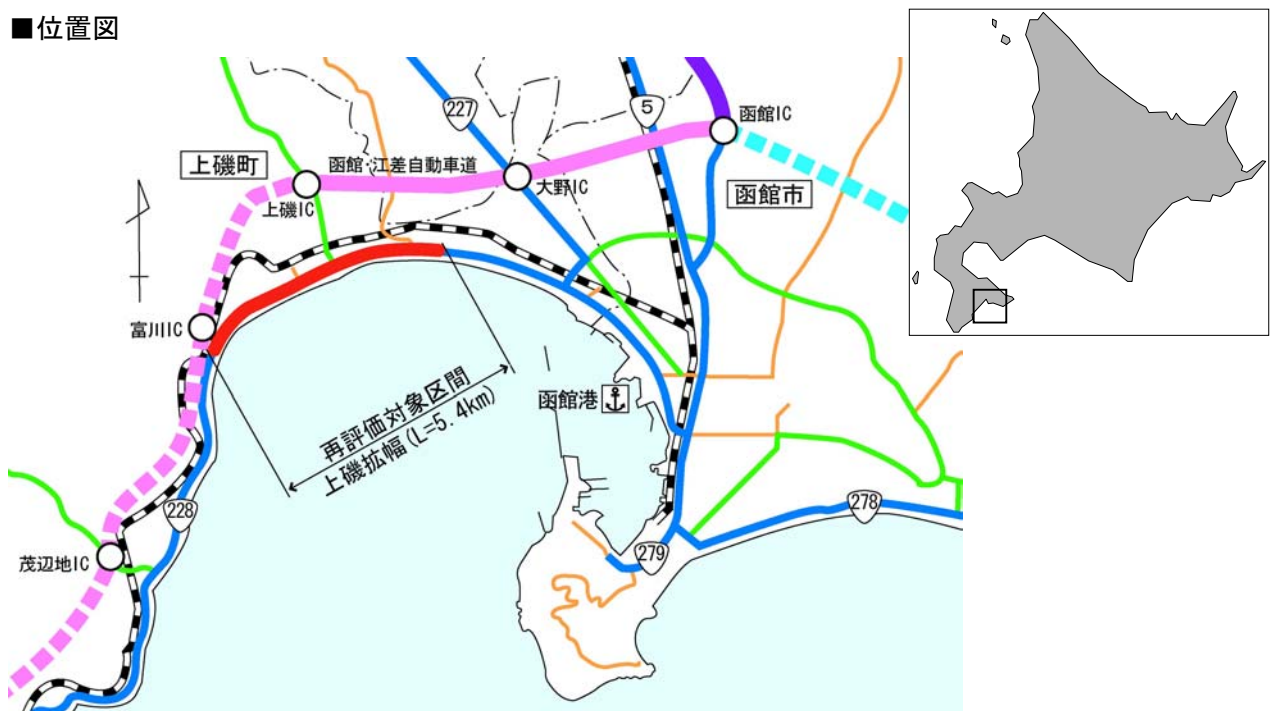 ■位置図
227
5
函館IC
上磯町
函館・江差自動車道
大野IC
函館市
上磯IC
富川IC
函館港
再評価対象区間
上磯拡幅(L=5.4km)
228
278
279
茂辺地IC